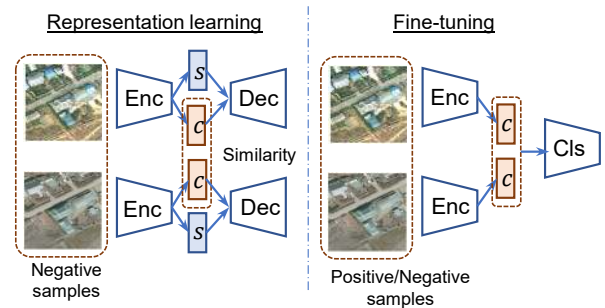 Representation learning
Fine-tuning
Enc
s
c
Dec
Similarity
Enc
c
s
Dec
Negative
samples
Enc
c
Cls
Enc
c
Positive/Negative
samples